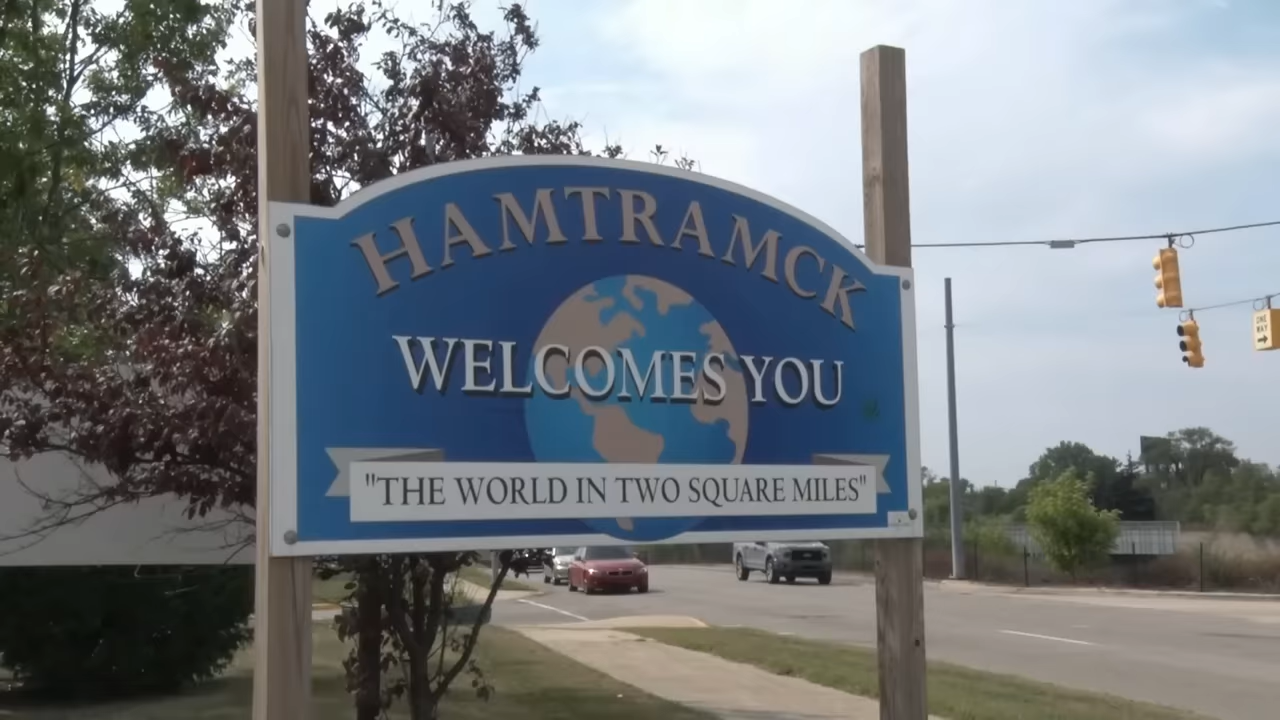 HAMTRAMCK
WELCOMES YOU
"THE WORLD IN TWO SQUARE MILES"
ONE
WAY